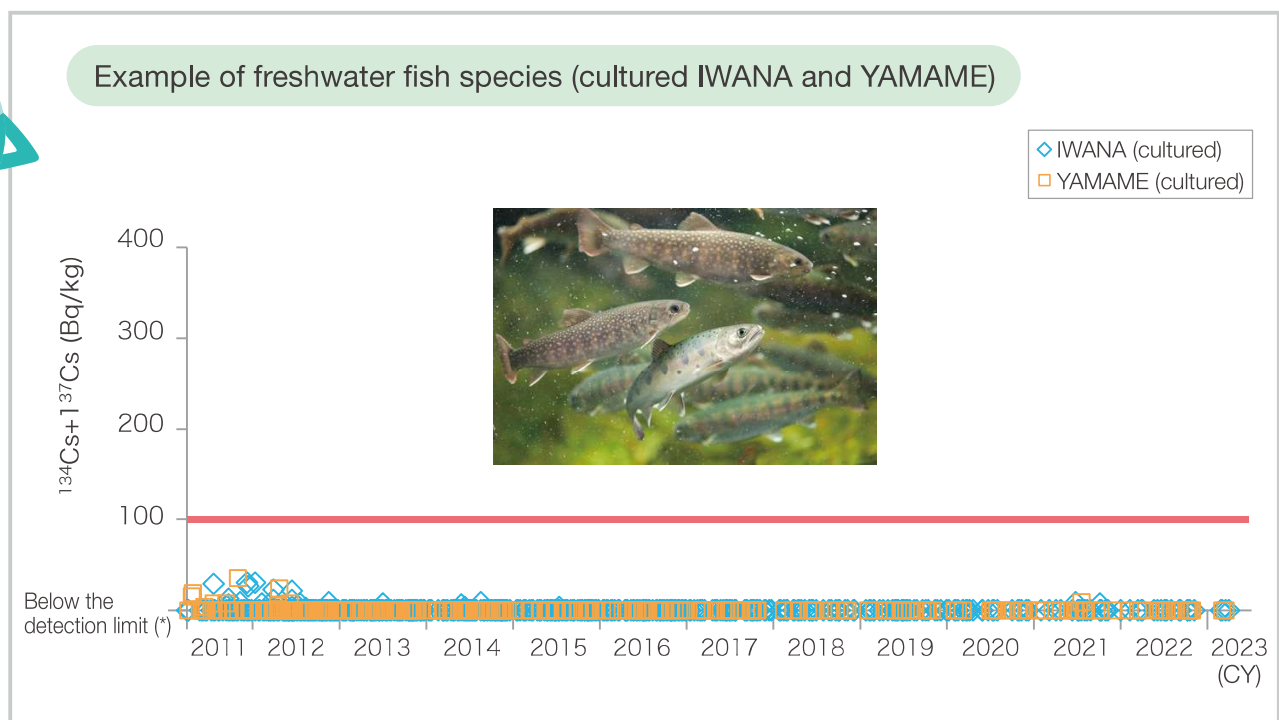 Example of freshwater fish species (cultured IWANA and YAMAME)
IWANA (cultured)
YAMAME (cultured)
134Cs+137Cs (Bq/kg)
400
300
200
100
Below the
detection limit (*)
2011 2012 2013 2014 2015 2016 2017 2018 2019 2020 2021 2022 2023
(CY)